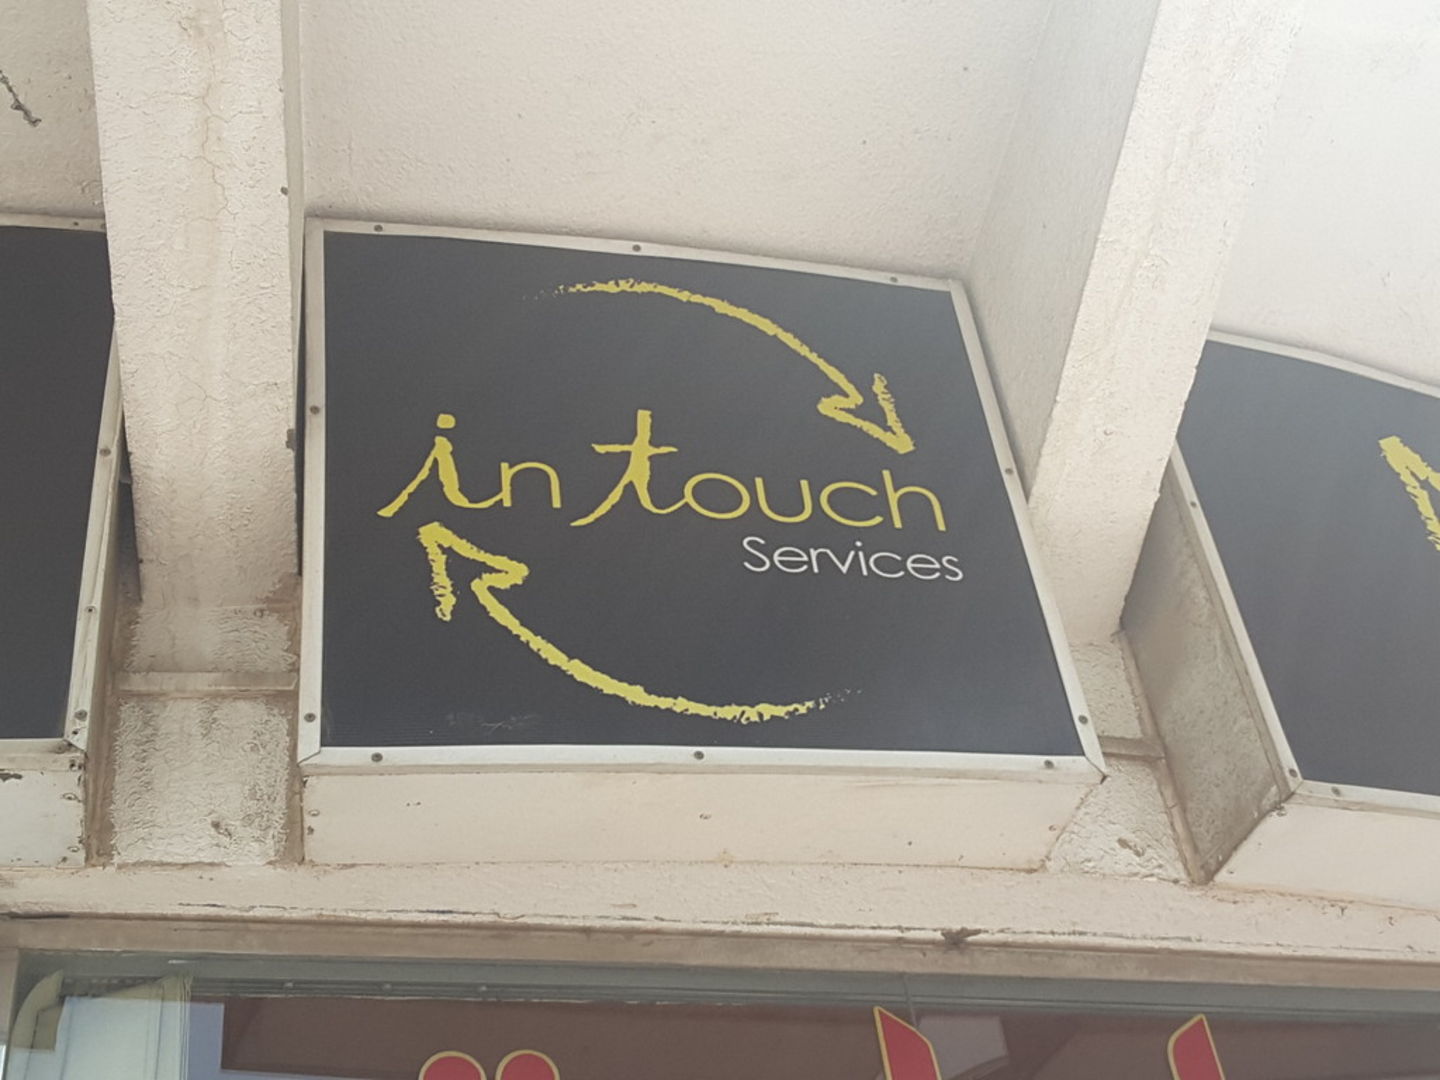 in touch
Services